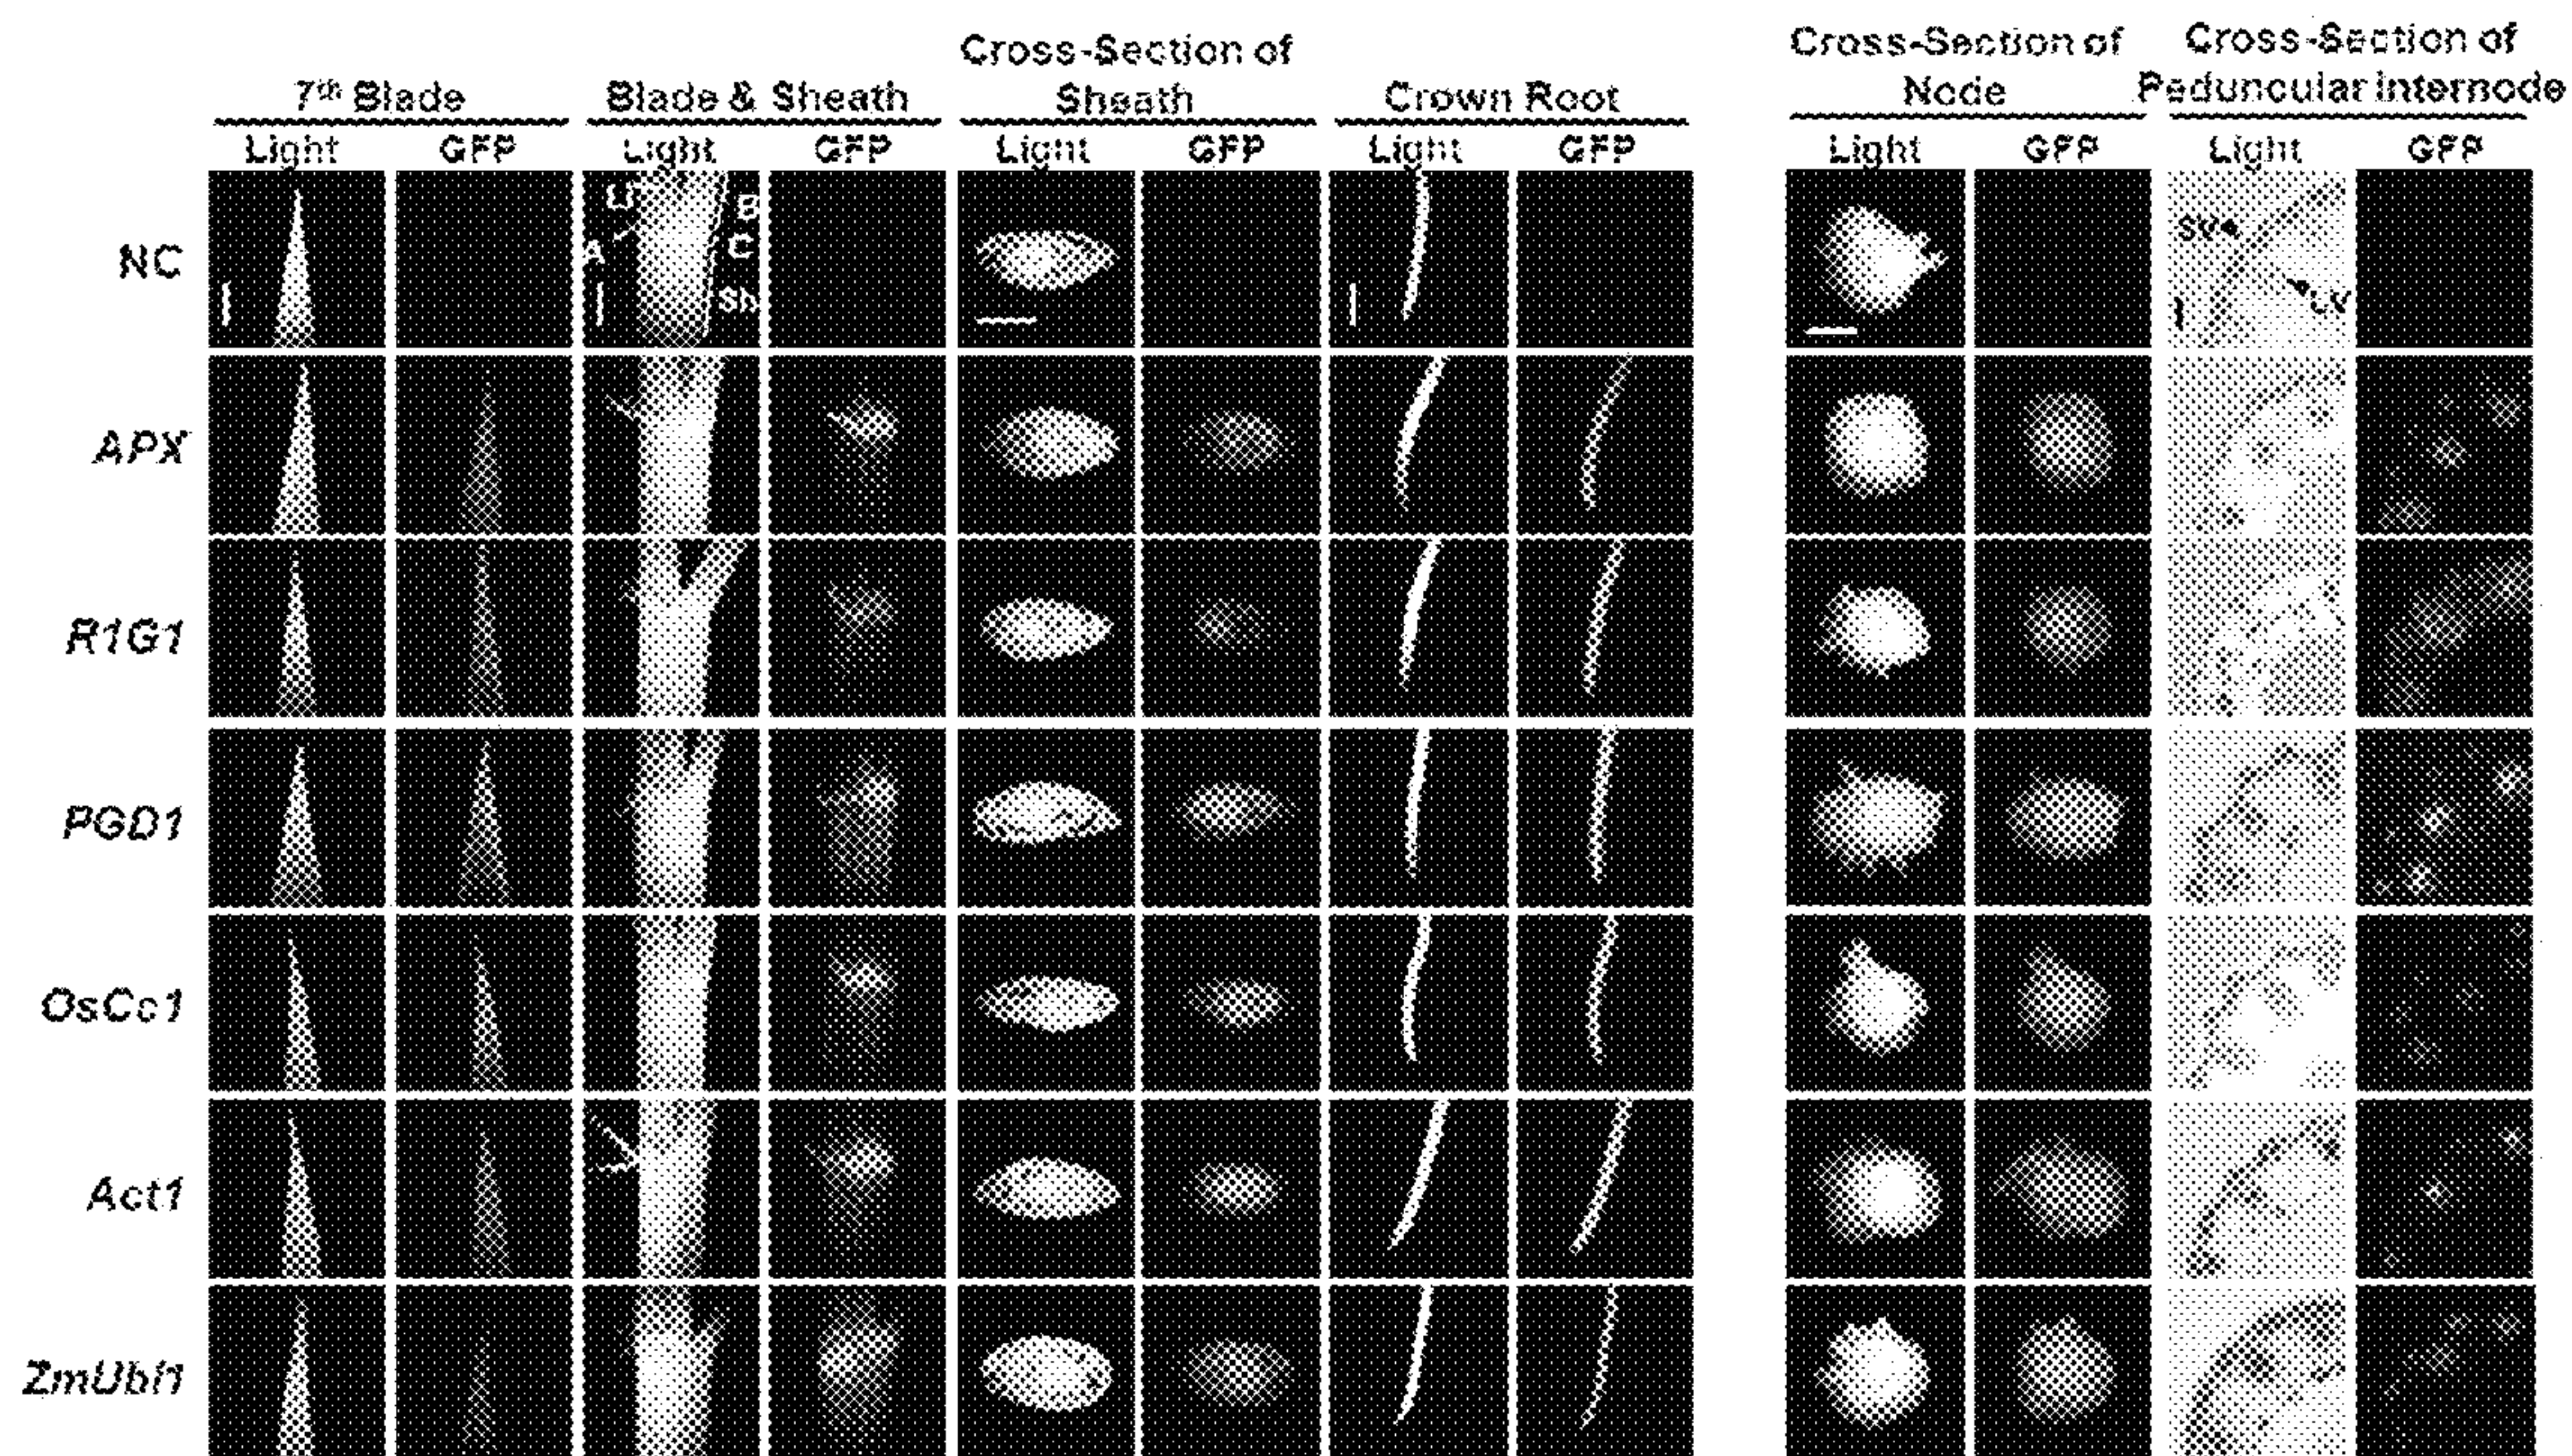 Cross-Section of Cross-Section of Cross-Section of
7th Blade Blade & Sheath Sheath Crown Root Node Peduncular Internode
Light GFP Light GFP Light GFP Light GFP Light GFP Light GFP
NC
LJ
B
A
C
Sh
SV
LV
APX
R1G1
PGD1
OsCc1
Act1
ZmUbi1